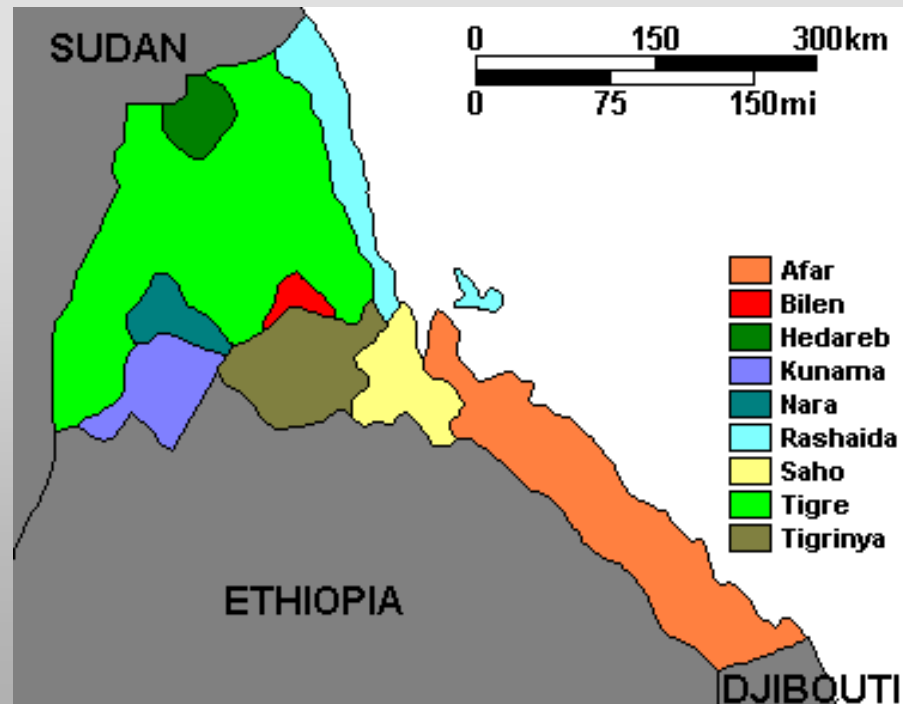 SUDAN
0 150 300km
0 75 150mi
Afar
Bilen
Hedareb
Kunama
Nara
Rashaida
Saho
Tigre
Tigrinya
ETHIOPIA
DJIBOUTI